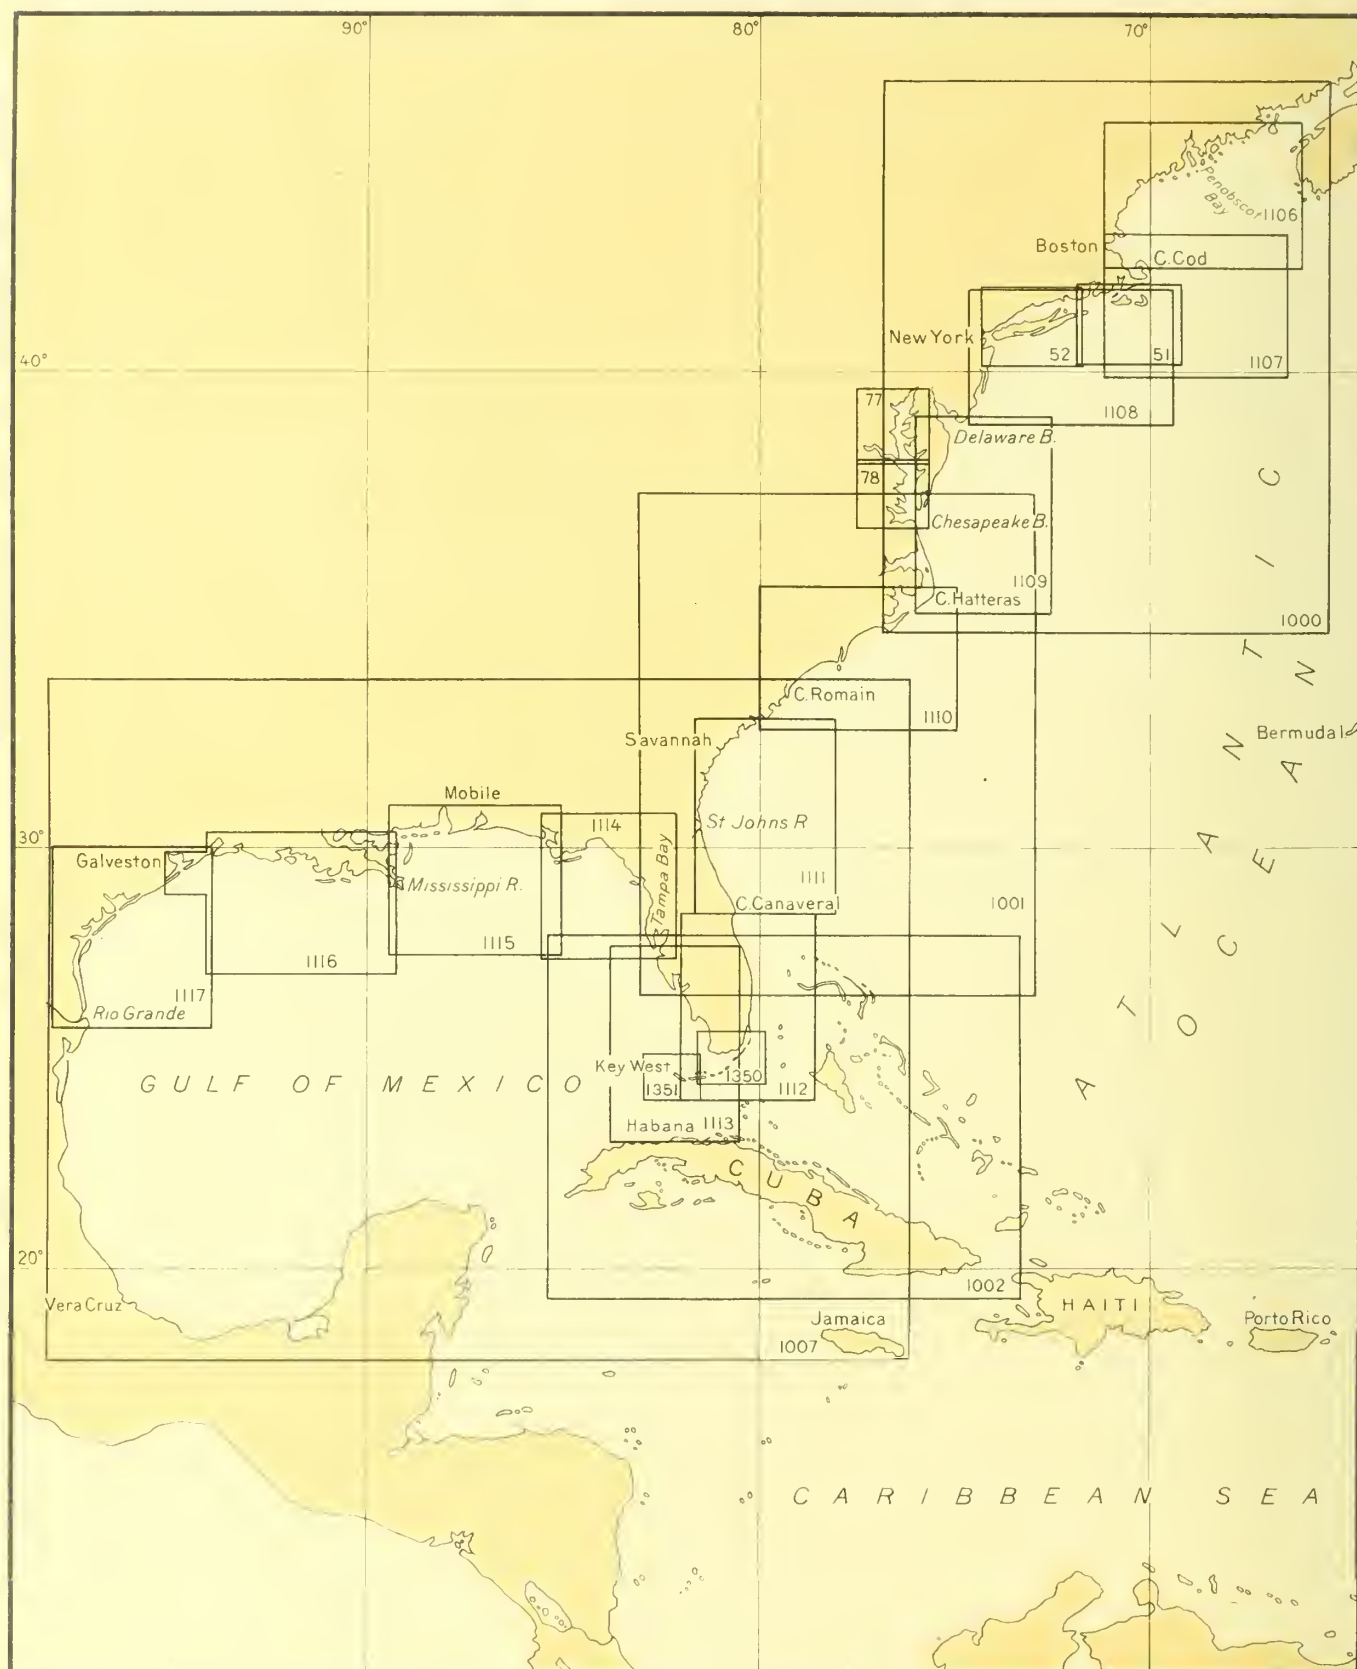 90°
80°
70°
Penobscot
Bay
1106
Boston
C.Cod
New York
52
51
1107
40°
77
1108
Delaware B.
78
Chesapeake B.
1109
C.Hatteras
1000
C.Romain
1110
Savannah
Bermuda I.
Mobile
1114
St Johns R
30°
Galveston
Tampa Bay
Mississippi R.
1111
C.Canaveral
1001
1115
1116
1117
Rio Grande
ATLANTIC
OCEAN
Key West
1350
1351
1112
GULF OF MEXICO
Habana
1113
CUBA
20°
1002
Vera Cruz
HAITI
Jamaica
Porto Rico
1007
CARIBBEAN SEA